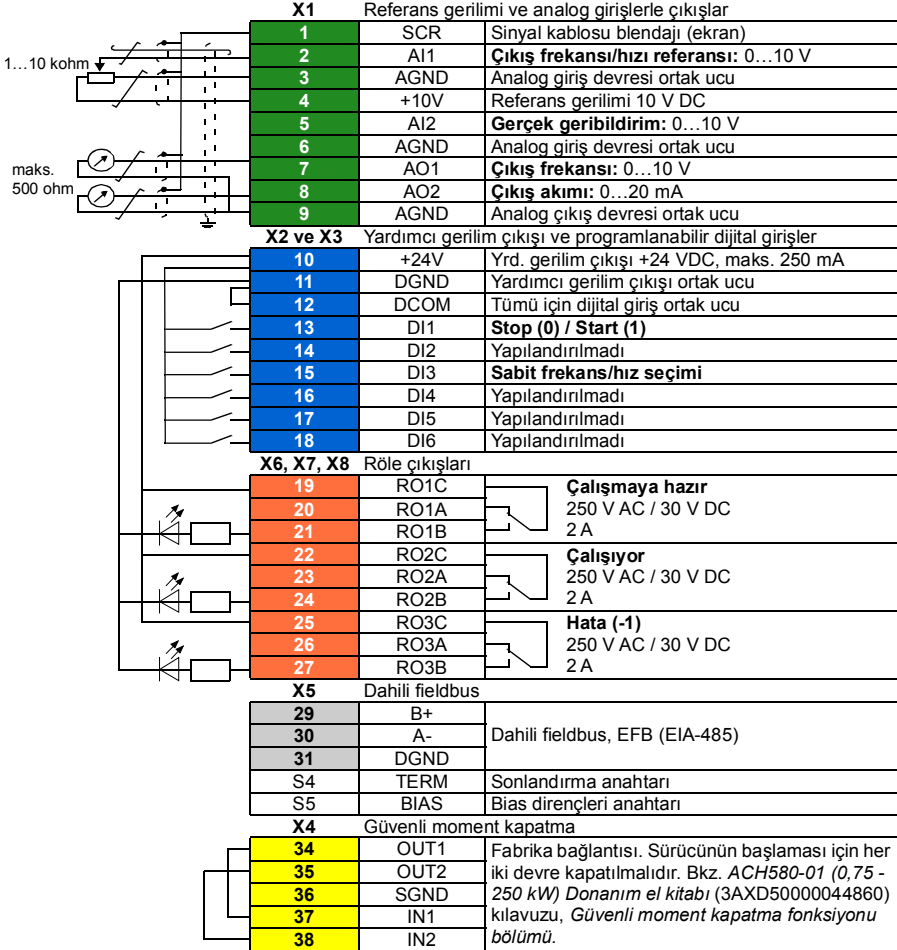 X1 Referans gerilimi ve analog girişlerle çıkışlar
1 SCR Sinyal kablosu blendajı (ekran)
2 AI1 Çıkış frekansı/hızı referansı: 0…10 V
1…10 kohm
3 AGND Analog giriş devresi ortak ucu
4 +10V Referans gerilimi 10 V DC
5 AI2 Gerçek geribildirim: 0…10 V
6 AGND Analog giriş devresi ortak ucu
7 AO1 Çıkış frekansı: 0…10 V
maks.
500 ohm
8 AO2 Çıkış akımı: 0…20 mA
9 AGND Analog çıkış devresi ortak ucu
X2 ve X3 Yardımcı gerilim çıkışı ve programlanabilir dijital girişler
10 +24V Yrd. gerilim çıkışı +24 VDC, maks. 250 mA
11 DGND Yardımcı gerilim çıkışı ortak ucu
12 DCOM Tümü için dijital giriş ortak ucu
13 DI1 Stop (0) / Start (1)
14 DI2 Yapılandırılmadı
15 DI3 Sabit frekans/hız seçimi
16 DI4 Yapılandırılmadı
17 DI5 Yapılandırılmadı
18 DI6 Yapılandırılmadı
X6, X7, X8 Röle çıkışları
19 RO1C Çalışmaya hazır
20 RO1A 250 V AC / 30 V DC
21 RO1B 2 A
22 RO2C Çalışıyor
23 RO2A 250 V AC / 30 V DC
24 RO2B 2 A
25 RO3C Hata (-1)
26 RO3A 250 V AC / 30 V DC
27 RO3B 2 A
X5 Dahili fieldbus
29 B+
30 A- Dahili fieldbus, EFB (EIA-485)
31 DGND
S4 TERM Sonlandırma anahtarı
S5 BIAS Bias dirençleri anahtarı
X4 Güvenli moment kapatma
34 OUT1 Fabrika bağlantısı. Sürücünün başlaması için her
35 OUT2 iki devre kapatılmalıdır. Bkz. ACH580-01 (0,75 -
36 SGND 250 kW) Donanım el kitabı (3AXD50000044860)
37 IN1 kılavuzu, Güvenli moment kapatma fonksiyonu
38 IN2 bölümü.